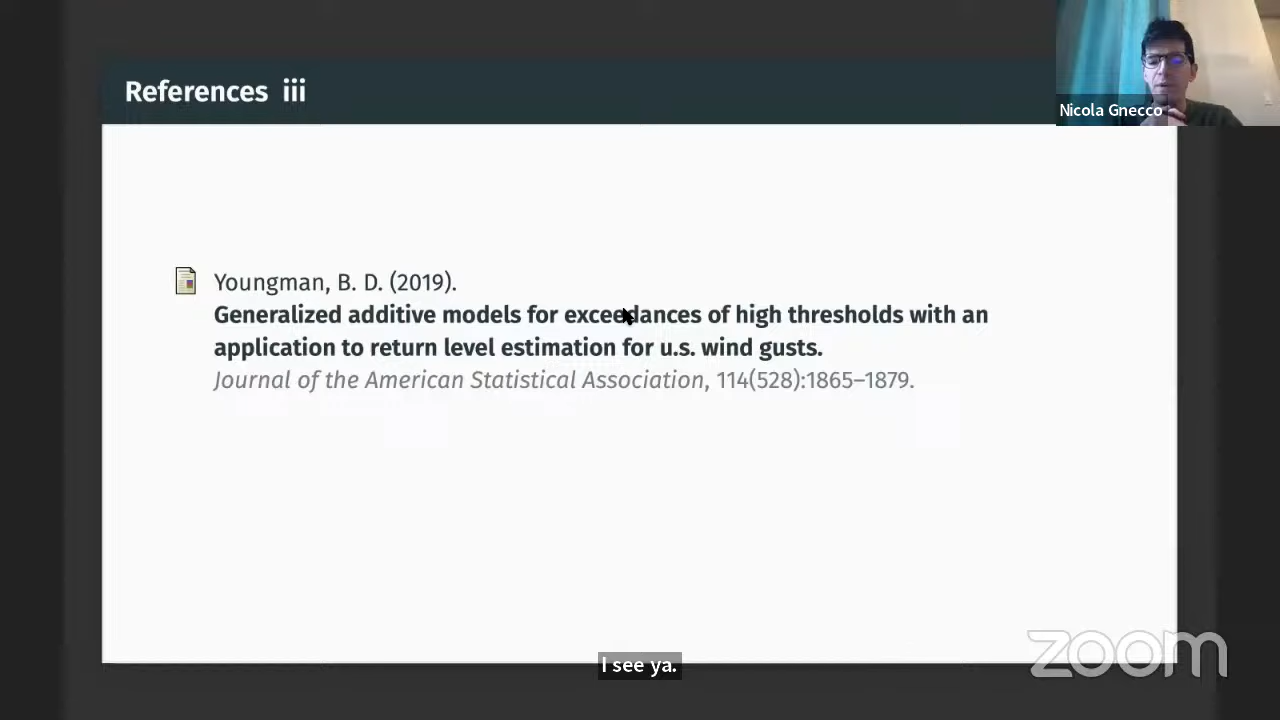 References iii
Nicola Gnecco
Youngman, B. D. (2019).
Generalized additive models for exceedances of high thresholds with an
application to return level estimation for u.s. wind gusts.
Journal of the American Statistical Association, 114(528):1865–1879.
I see ya.
zoom